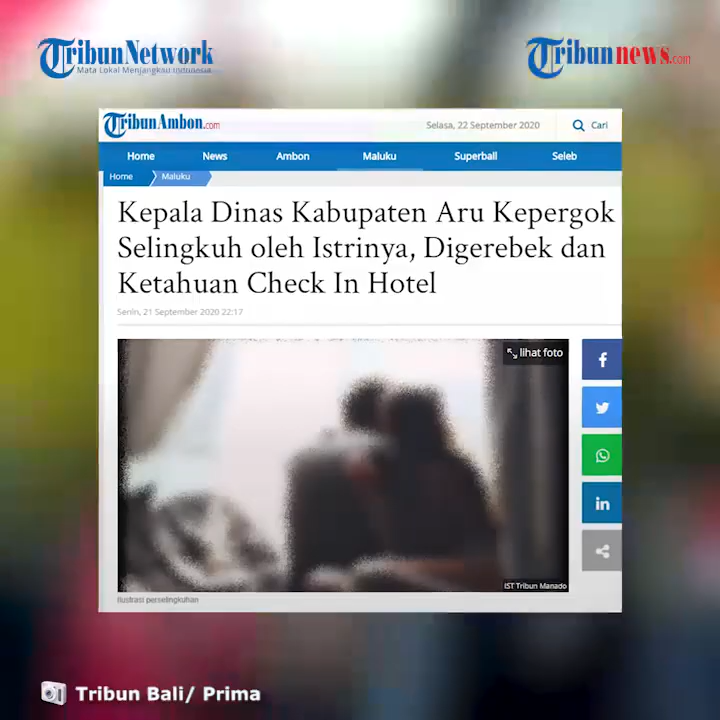 TribunNetwork
Mata Lokal Menjangkau Indonesia
Tribunnews.com
TribunAmbon.com
Selasa, 22 September 2020
Cari
Home News Ambon Maluku Superball Seleb
Home Maluku
Kepala Dinas Kabupaten Aru Kepergok
Selingkuh oleh Istrinya, Digerebek dan
Ketahuan Check In Hotel
Senin, 21 September 2020 22:17
lihat foto
IST Tribun Manado
Ilustrasi perselingkuhan
Tribun Bali/ Prima